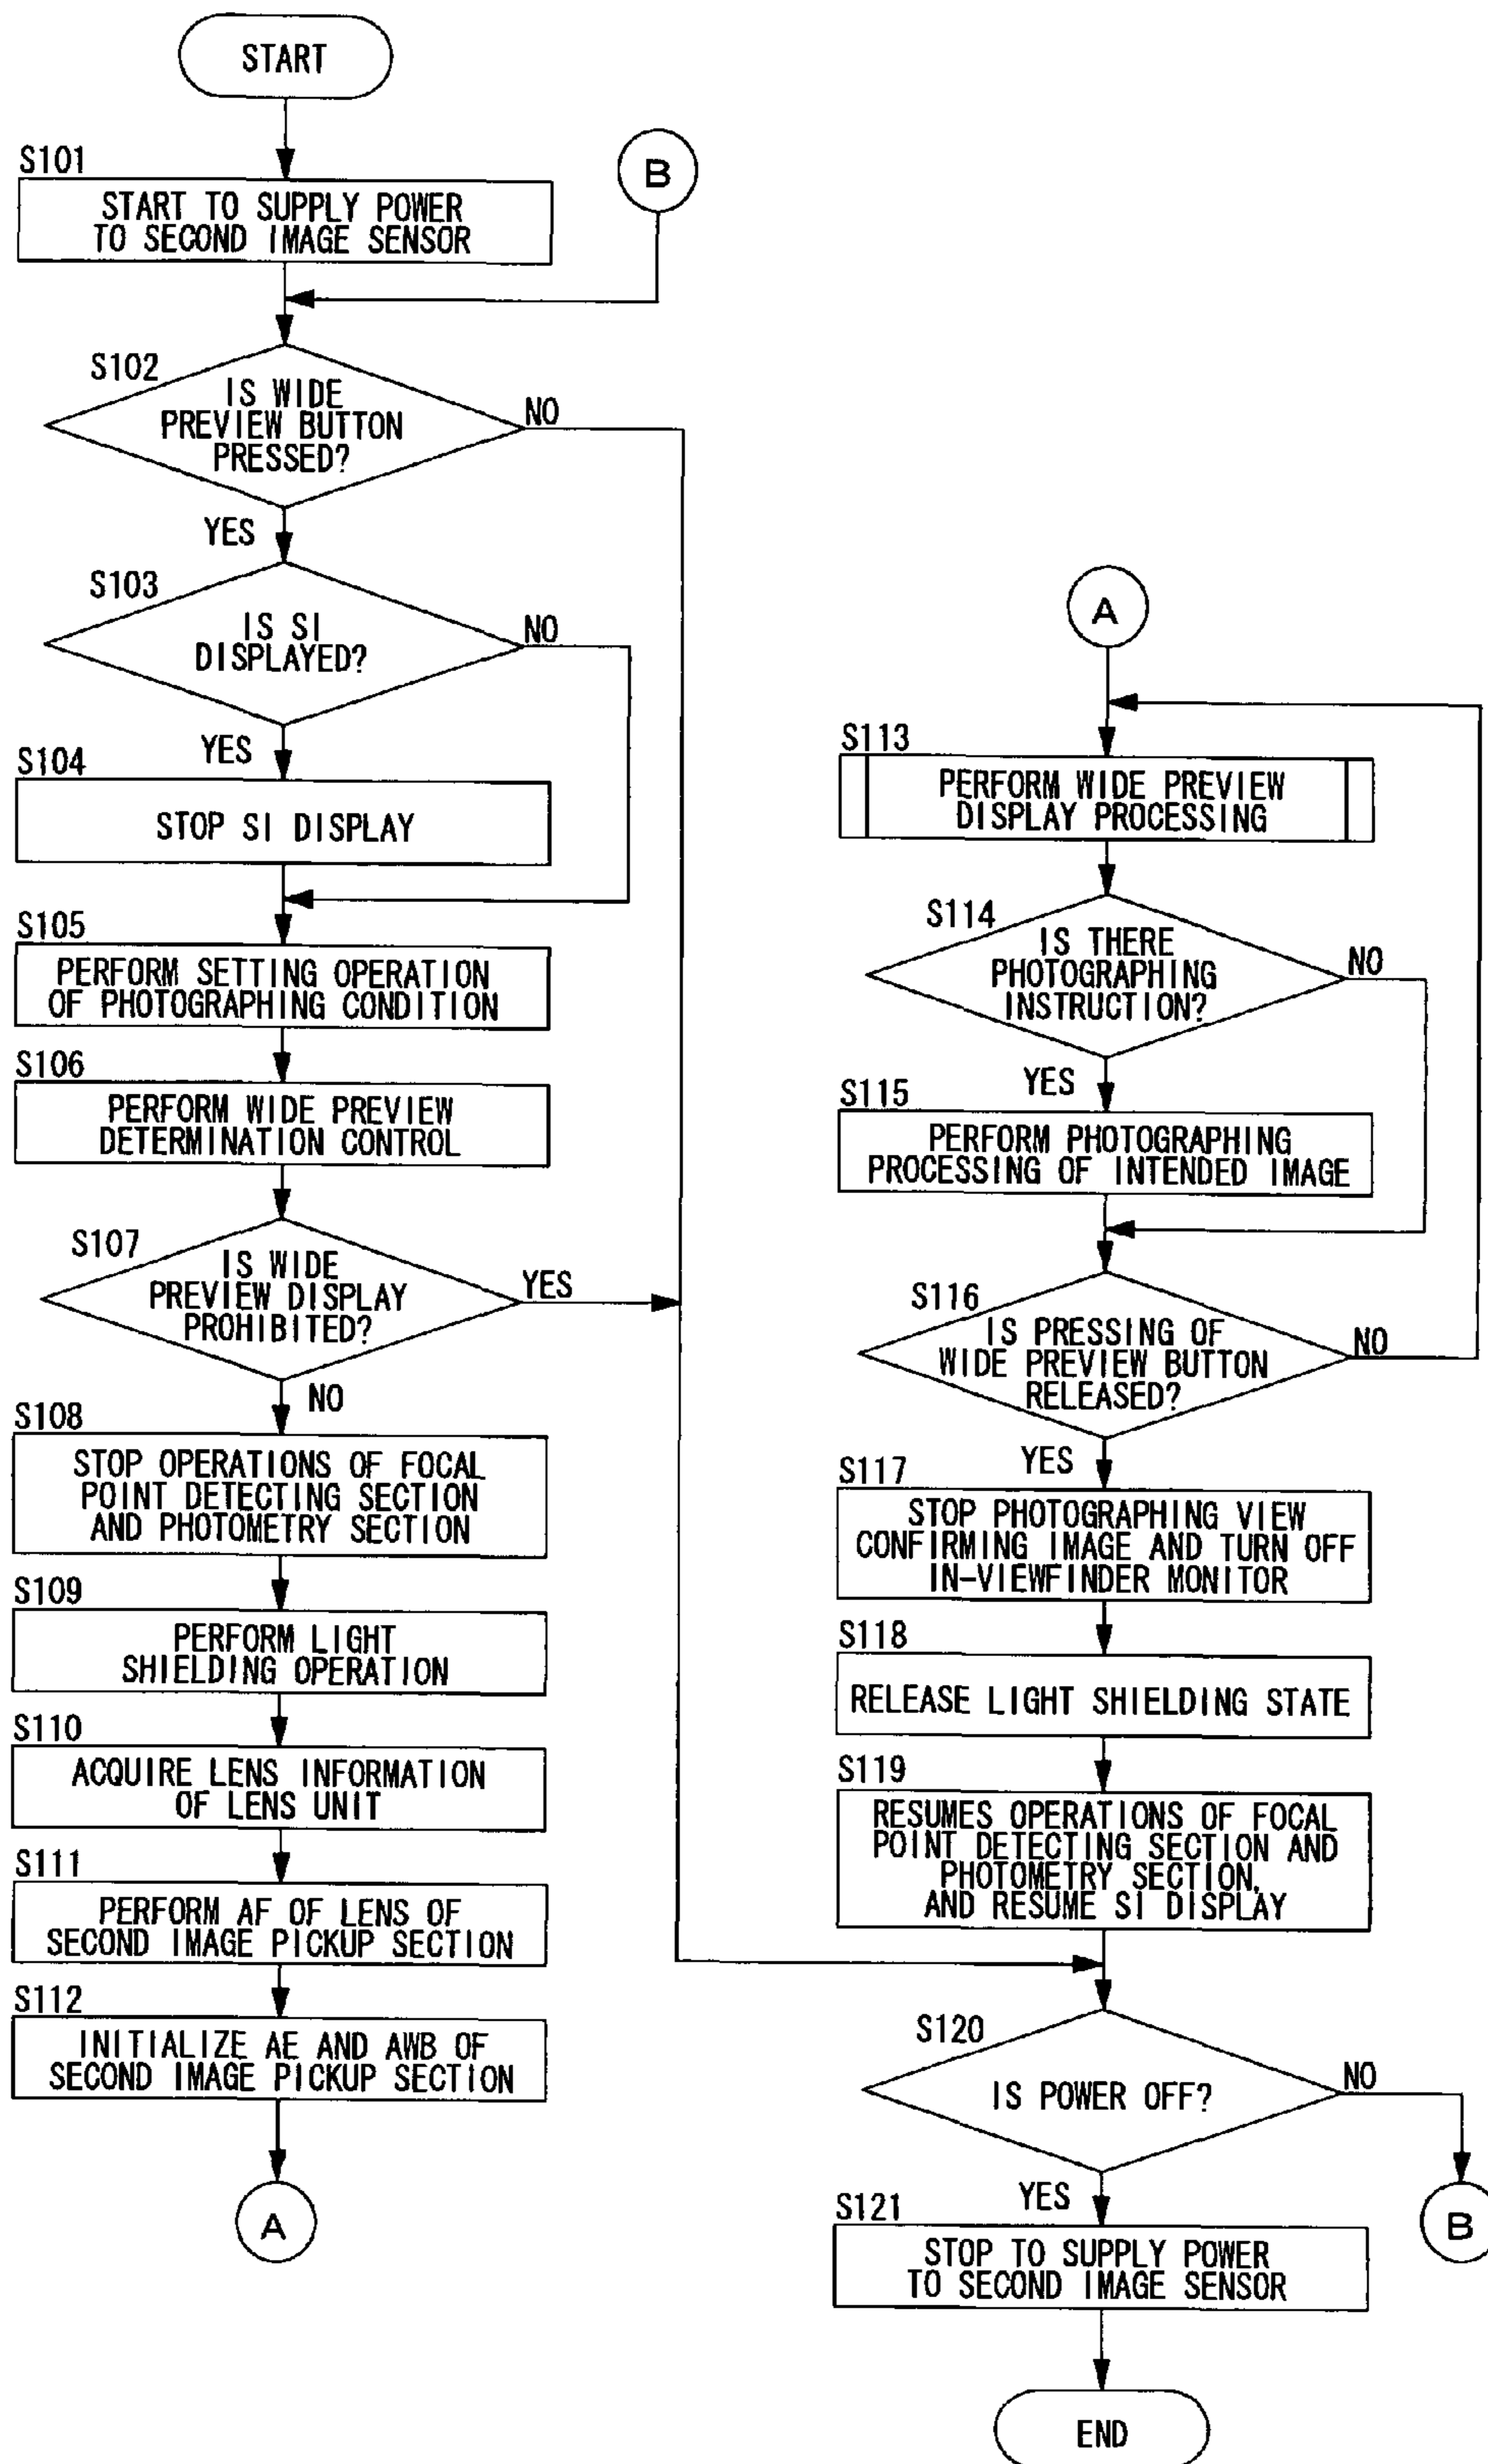 START
S101
START TO SUPPLY POWER
TO SECOND IMAGE SENSOR
B
S102
IS WIDE
PREVIEW BUTTON
PRESSED?
NO
YES
S103
IS SI
DISPLAYED?
NO
YES
S104
STOP SI DISPLAY
S105
PERFORM SETTING OPERATION
OF PHOTOGRAPHING CONDITION
S106
PERFORM WIDE PREVIEW
DETERMINATION CONTROL
S107
IS WIDE
PREVIEW DISPLAY
PROHIBITED?
YES
NO
S108
STOP OPERATIONS OF FOCAL
POINT DETECTING SECTION
AND PHOTOMETRY SECTION
S109
PERFORM LIGHT
SHIELDING OPERATION
S110
ACQUIRE LENS INFORMATION
OF LENS UNIT
S111
PERFORM AF OF LENS OF
SECOND IMAGE PICKUP SECTION
S112
INITIALIZE AE AND AWB OF
SECOND IMAGE PICKUP SECTION
A
A
S113
PERFORM WIDE PREVIEW
DISPLAY PROCESSING
S114
IS THERE
PHOTOGRAPHING
INSTRUCTION?
NO
YES
S115
PERFORM PHOTOGRAPHING
PROCESSING OF INTENDED IMAGE
S116
IS PRESSING OF
WIDE PREVIEW BUTTON
RELEASED?
NO
YES
S117
STOP PHOTOGRAPHING VIEW
CONFIRMING IMAGE AND TURN OFF
IN-VIEWFINDER MONITOR
S118
RELEASE LIGHT SHIELDING STATE
S119
RESUMES OPERATIONS OF FOCAL
POINT DETECTING SECTION AND
PHOTOMETRY SECTION,
AND RESUME SI DISPLAY
S120
IS POWER OFF?
NO
YES
B
S121
STOP TO SUPPLY POWER
TO SECOND IMAGE SENSOR
END